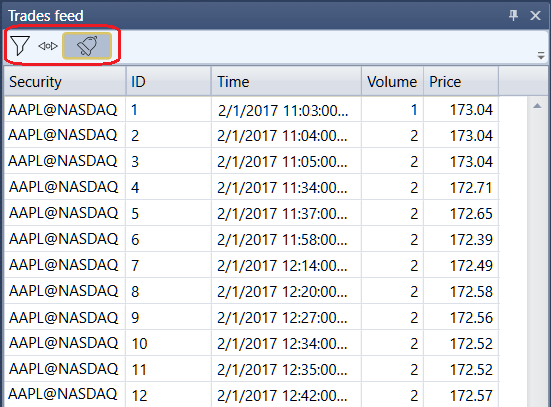 Trades feed
Security ID Time Volume Price
AAPL@NASDAQ 1 2/1/2017 11:03:00... 1 173.04
AAPL@NASDAQ 2 2/1/2017 11:04:00... 2 173.04
AAPL@NASDAQ 3 2/1/2017 11:05:00... 2 173.04
AAPL@NASDAQ 4 2/1/2017 11:34:00... 2 172.71
AAPL@NASDAQ 5 2/1/2017 11:37:00... 2 172.65
AAPL@NASDAQ 6 2/1/2017 11:58:00... 2 172.39
AAPL@NASDAQ 7 2/1/2017 12:14:00... 2 172.49
AAPL@NASDAQ 8 2/1/2017 12:20:00... 2 172.58
AAPL@NASDAQ 9 2/1/2017 12:27:00... 2 172.56
AAPL@NASDAQ 10 2/1/2017 12:34:00... 2 172.52
AAPL@NASDAQ 11 2/1/2017 12:35:00... 2 172.52
AAPL@NASDAQ 12 2/1/2017 12:42:00... 2 172.57